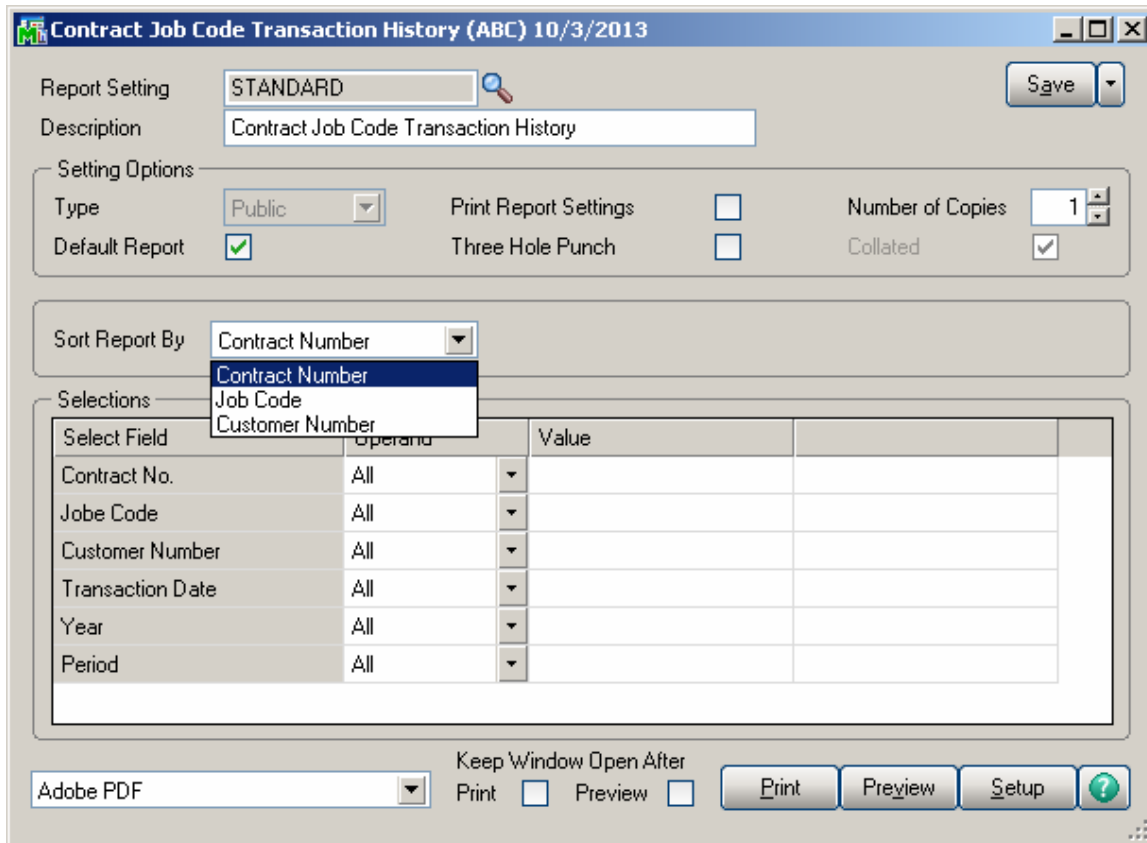 Contract Job Code Transaction History (ABC) 10/3/2013
Report Setting STANDARD Save
Description Contract Job Code Transaction History
Setting Options
Type Public Print Report Settings Number of Copies 1
Default Report Three Hole Punch Collated
Sort Report By Contract Number
Contract Number
Job Code
Customer Number
Selections
Select Field Operand Value
Contract No. All
Jobe Code All
Customer Number All
Transaction Date All
Year All
Period All
Keep Window Open After
Adobe PDF Print Preview Print Preview Setup